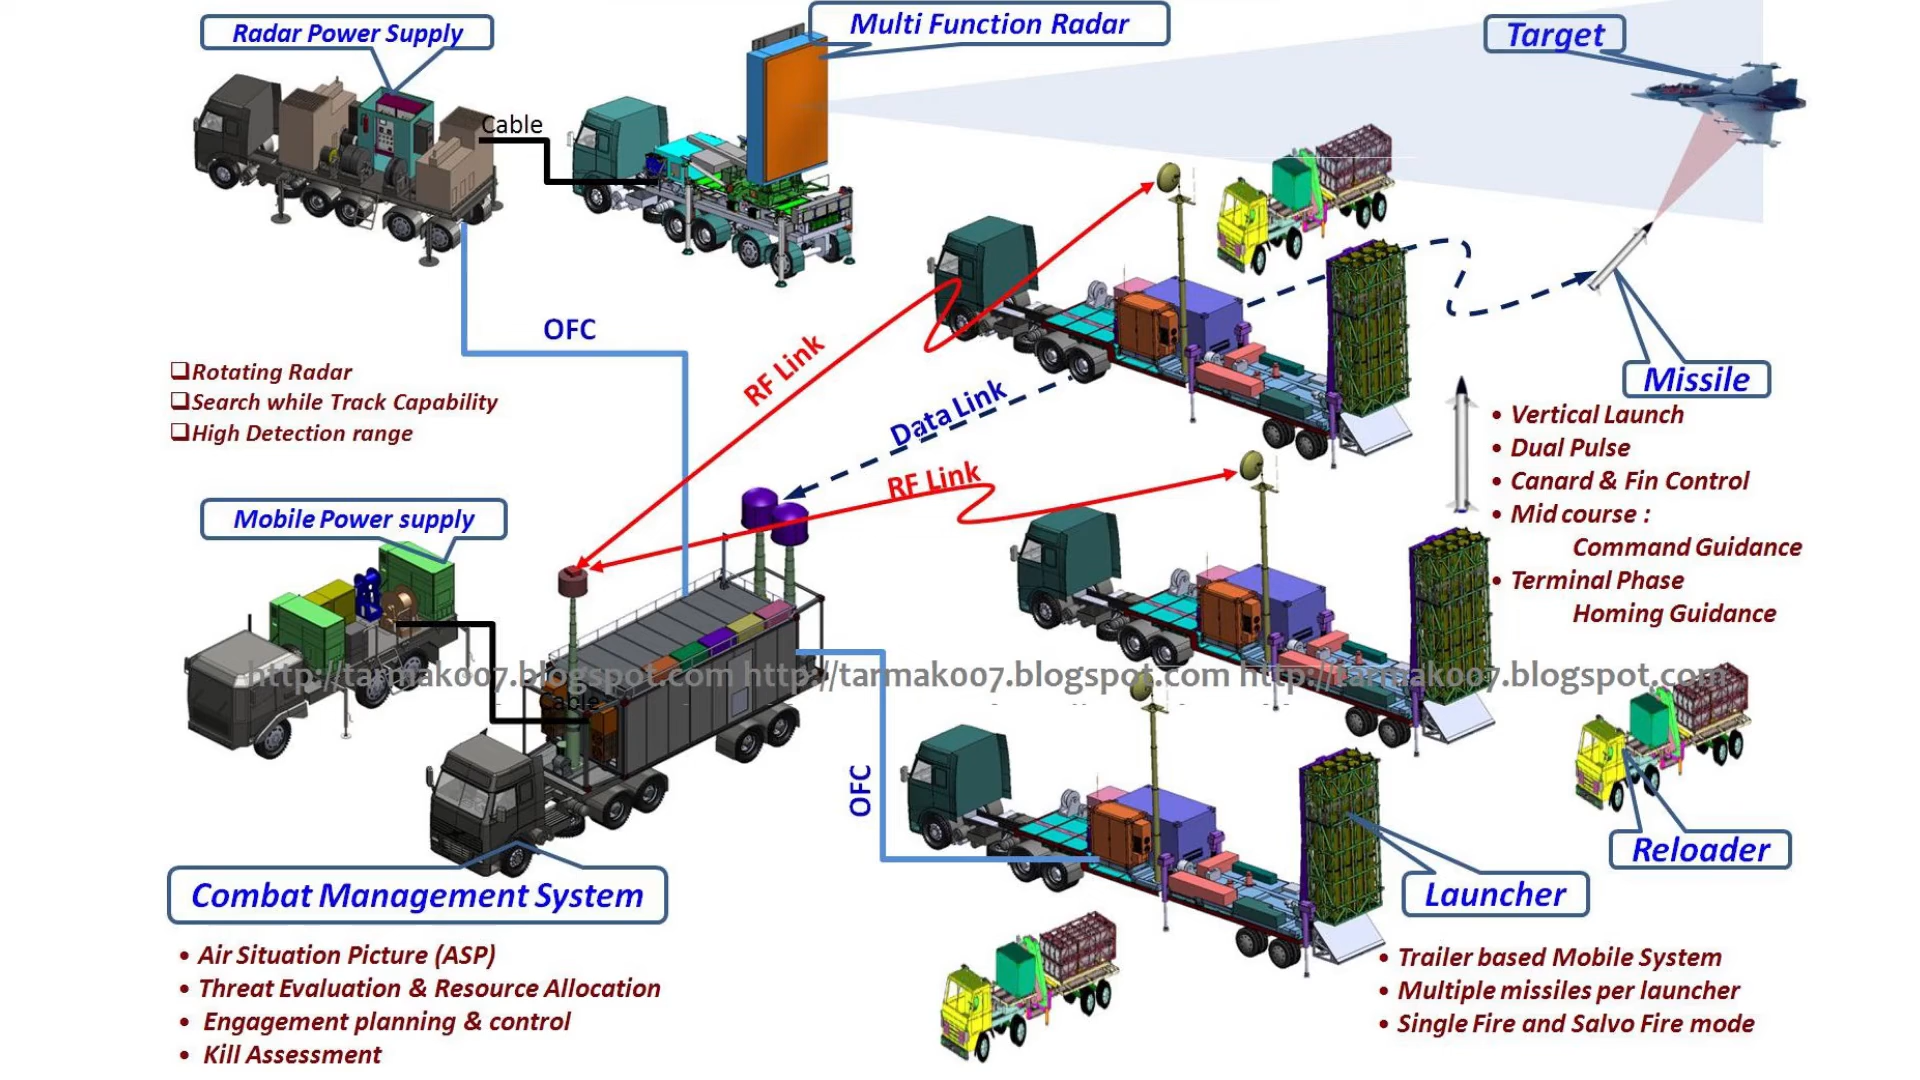 Radar Power Supply
Multi Function Radar
Target
Cable
OFC
RF Link
❑Rotating Radar
❑Search while Track Capability
❑High Detection range
Data Link
RF Link
Missile
• Vertical Launch
• Dual Pulse
• Canard & Fin Control
• Mid course :
Command Guidance
• Terminal Phase
Homing Guidance
Mobile Power supply
http://tarmak007.blogspot.com http://tarmak007.blogspot.com http://tarmak007.blogspot.com
Cable
OFC
Reloader
Combat Management System
Launcher
• Air Situation Picture (ASP)
• Threat Evaluation & Resource Allocation
• Engagement planning & control
• Kill Assessment
• Trailer based Mobile System
• Multiple missiles per launcher
• Single Fire and Salvo Fire mode